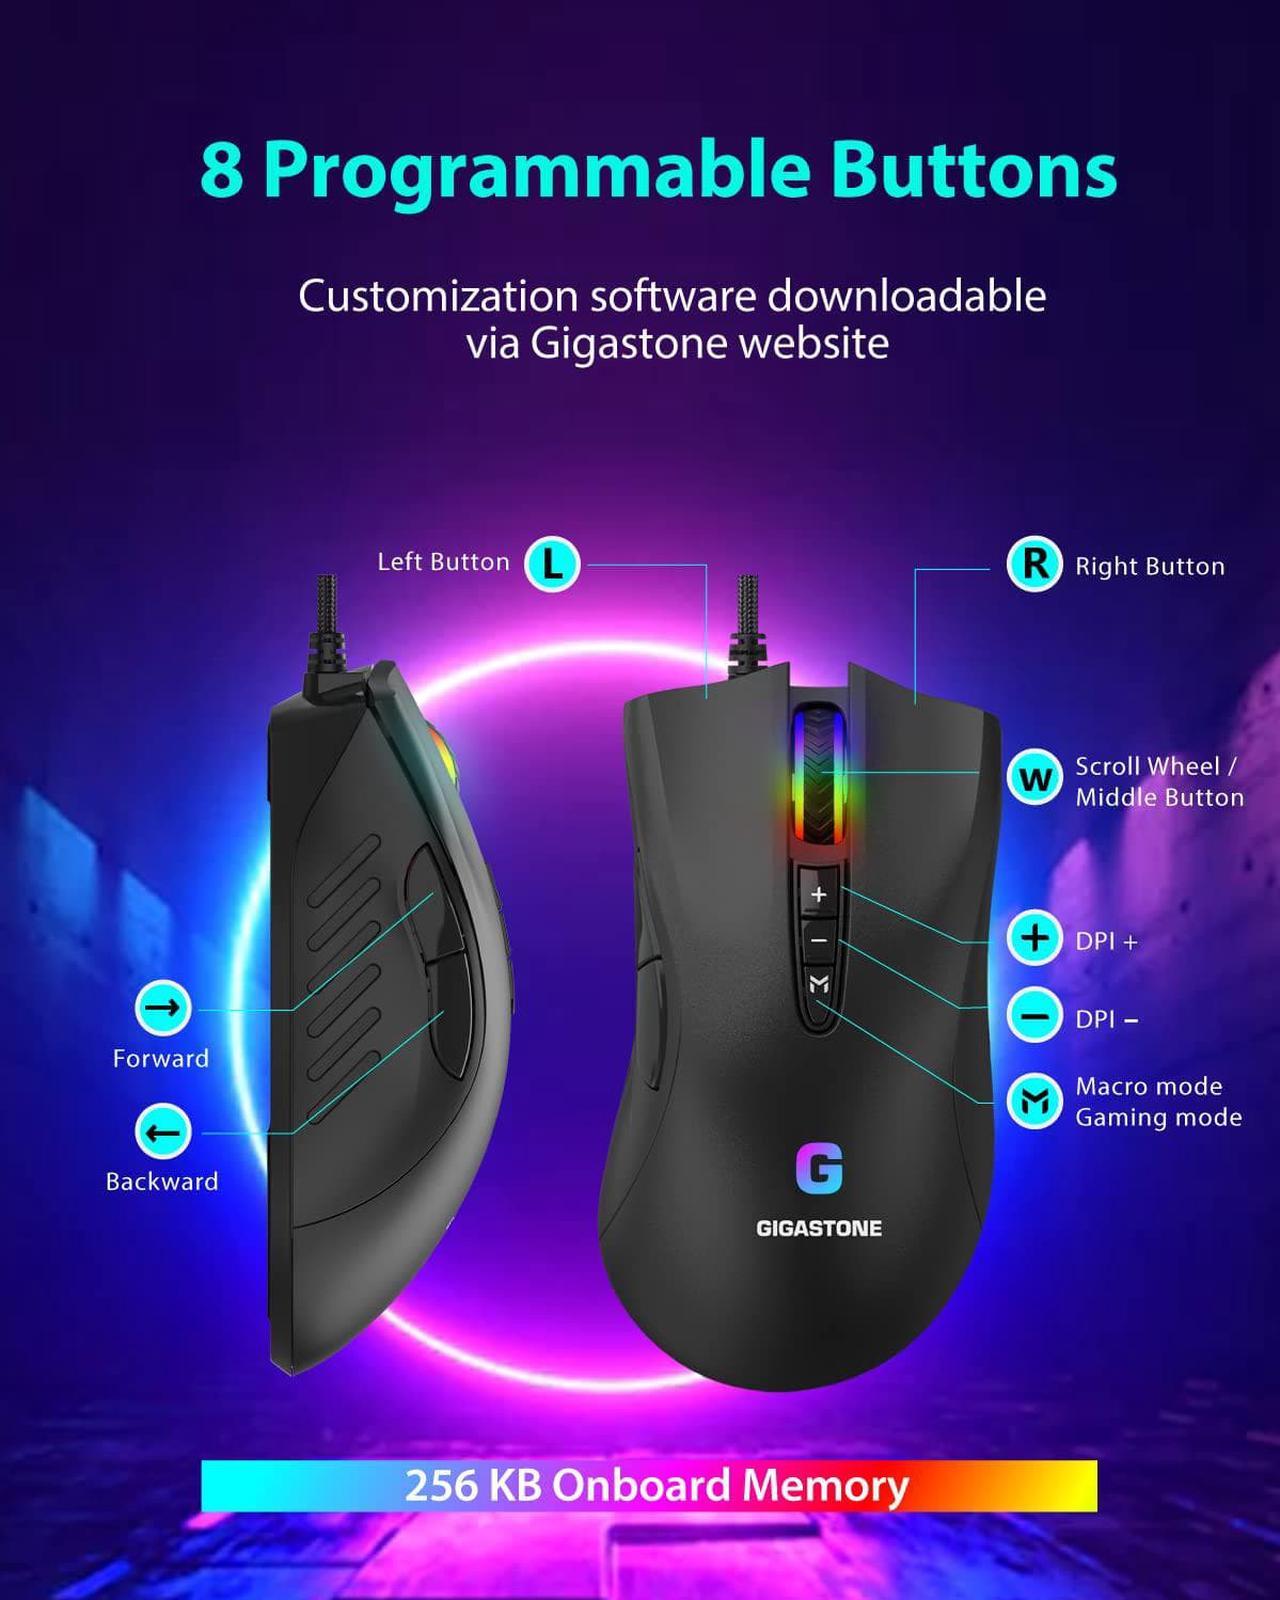 8 Programmable Buttons
Customization software downloadable
via Gigastone website
Left Button
L
R
Right Button
W
Scroll Wheel /
Middle Button
+
+
DPI +
−
−
DPI −
M
M
Macro mode
Gaming mode
→
Forward
←
Backward
G
GIGASTONE
256 KB Onboard Memory